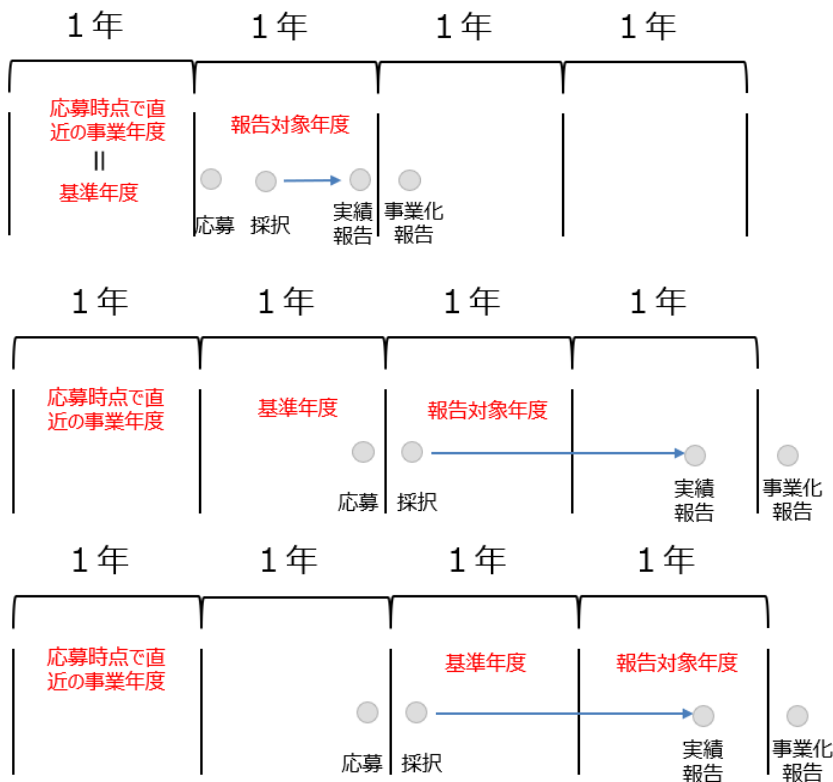 1年 1年 1年 1年
応募時点で直
近の事業年度
||
基準年度
報告対象年度
応募 採択 実績
報告
事業化
報告
1年 1年 1年 1年
応募時点で直
近の事業年度
基準年度 報告対象年度
応募 採択 実績
報告
事業化
報告
1年 1年 1年 1年
応募時点で直
近の事業年度
基準年度 報告対象年度
応募 採択 実績
報告
事業化
報告